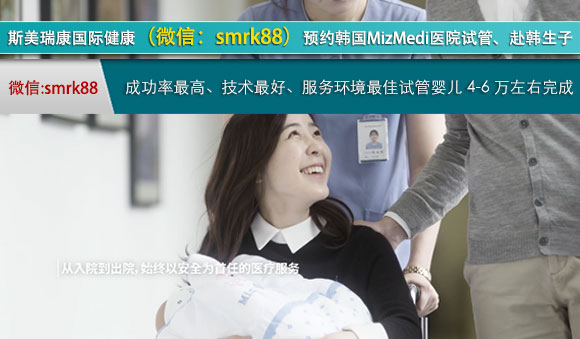 斯美瑞康国际健康（微信：smrk88）预约韩国MizMedi医院试管、赴韩生子
微信:smrk88 成功率最高、技术最好、服务环境最佳试管婴儿 4-6 万左右完成
从入院到出院，始终以安全为首任的医疗服务